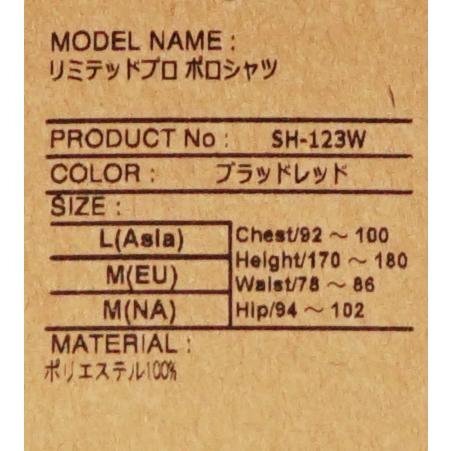 MODEL NAME :
リミテッドプロ ポロシャツ
PRODUCT No : SH-123W
COLOR : ブラッドレッド
SIZE :
L(Asia)
M(EU)
M(NA)
Chest/92 ～ 100
Height/170 ～ 180
Waist/78 ～ 86
Hip/94 ～ 102
MATERIAL :
ポリエステル100%